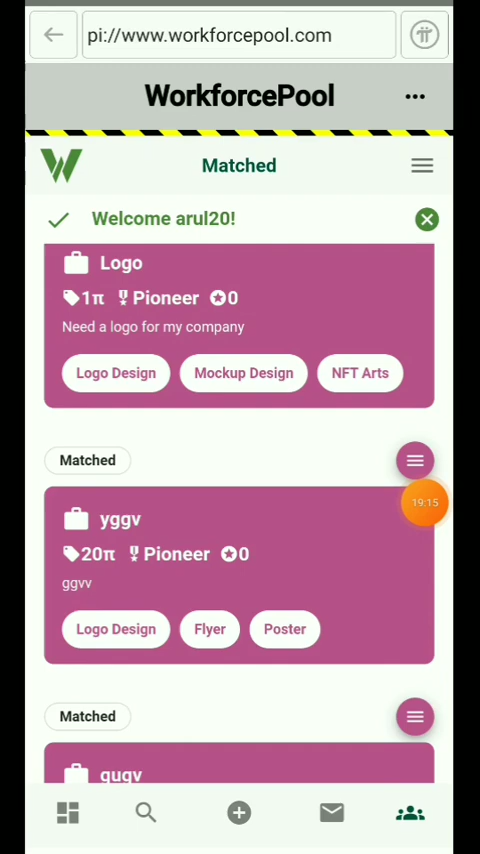 pi://www.workforcepool.com
WorkforcePool
Matched
Welcome arul20!
Logo
1π Pioneer 0
Need a logo for my company
Logo Design Mockup Design NFT Arts
Matched
19:15
yggv
20π Pioneer 0
ggvv
Logo Design Flyer Poster
Matched